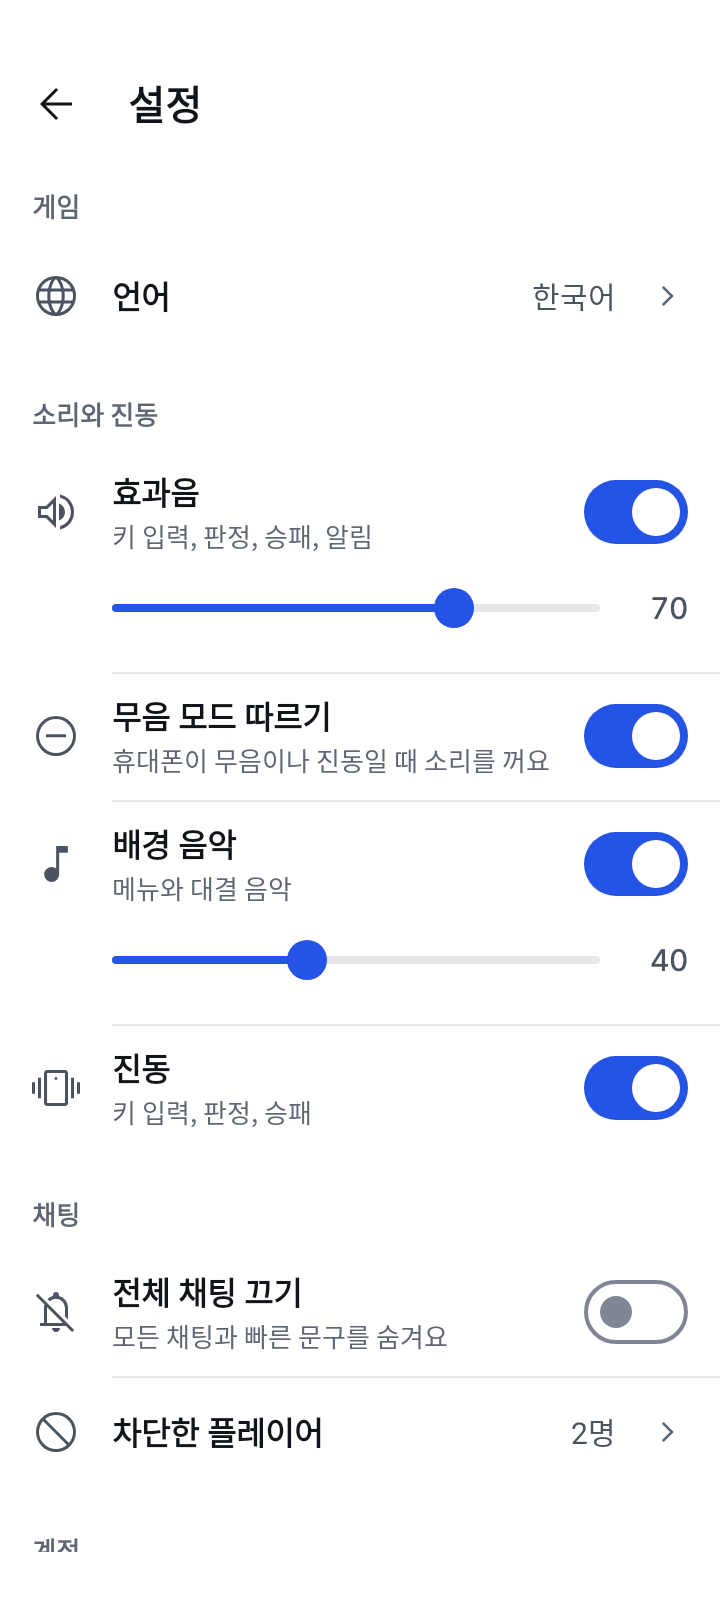 설정
게임
언어
한국어
소리와 진동
효과음
키 입력, 판정, 승패, 알림
70
무음 모드 따르기
휴대폰이 무음이나 진동일 때 소리를 꺼요
배경 음악
메뉴와 대결 음악
40
진동
키 입력, 판정, 승패
채팅
전체 채팅 끄기
모든 채팅과 빠른 문구를 숨겨요
차단한 플레이어
2명
계정